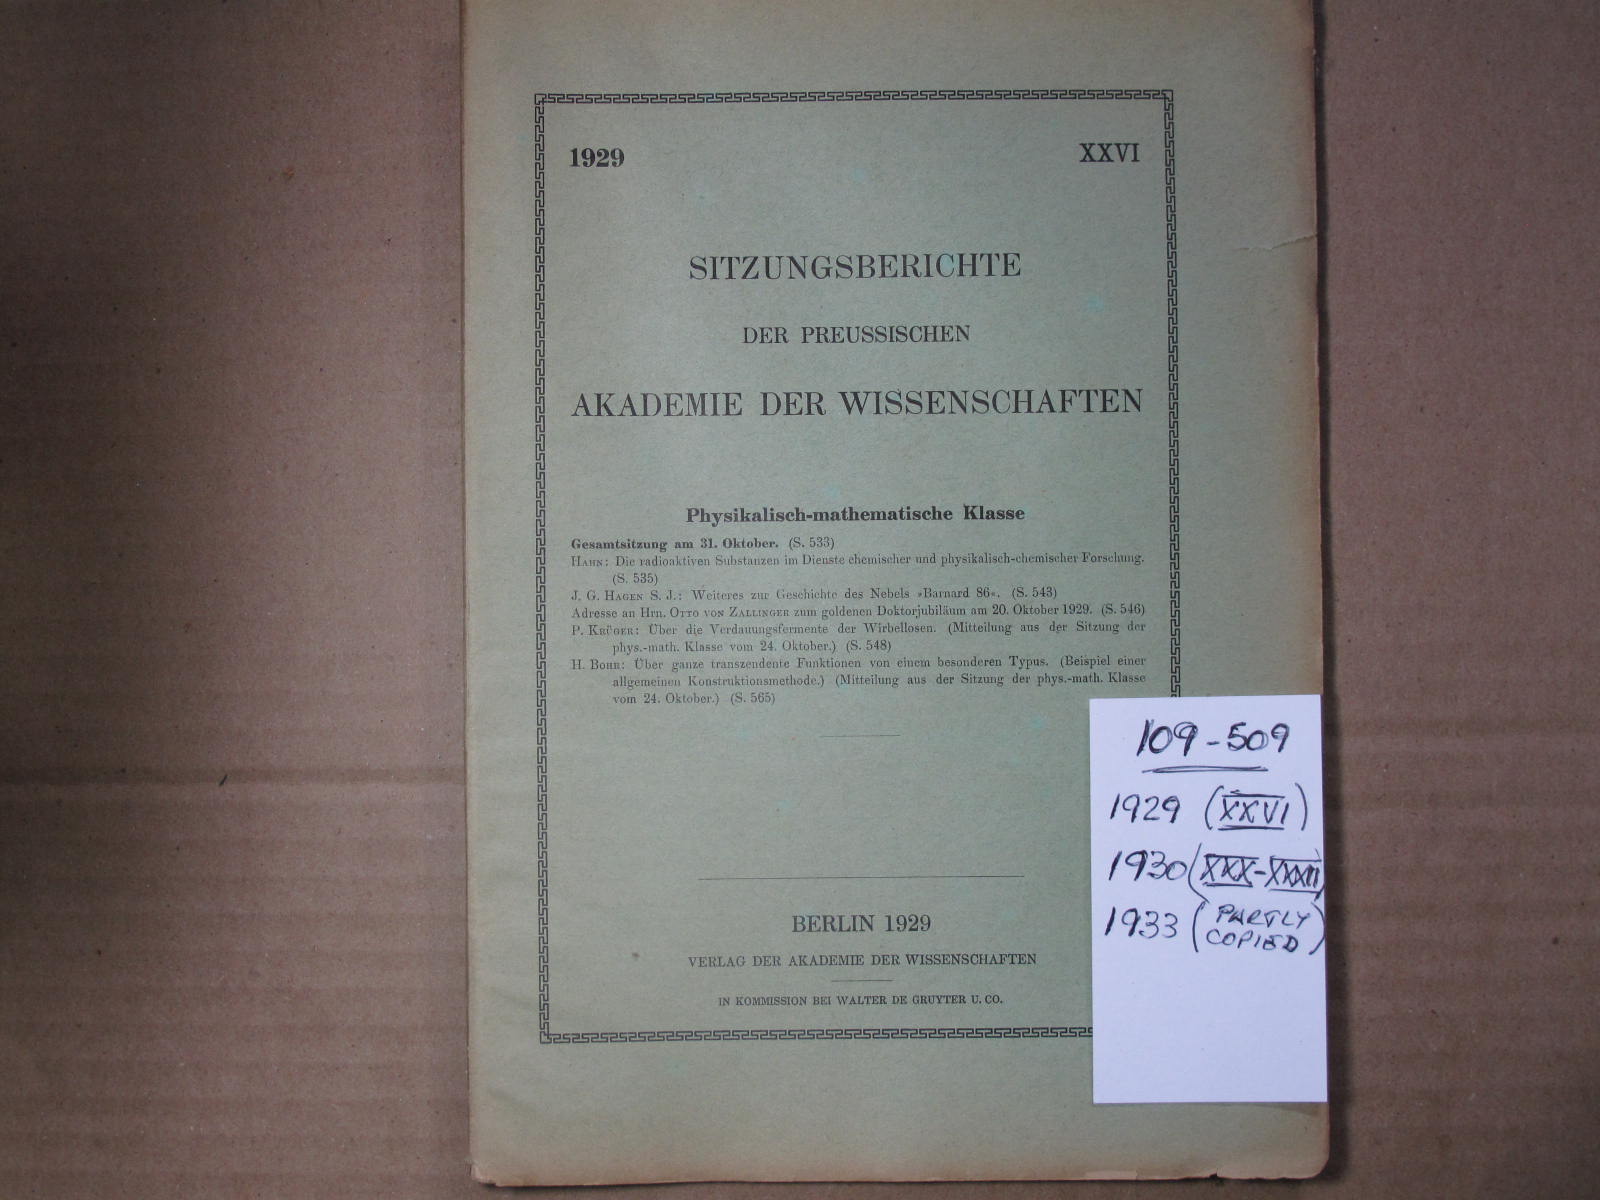 1929 XXVI
SITZUNGSBERICHTE
DER PREUSSISCHEN
AKADEMIE DER WISSENSCHAFTEN
Physikalisch-mathematische Klasse
Gesamtsitzung am 31. Oktober. (S. 533)
HAHN: Die radioaktiven Substanzen im Dienste chemischer und physikalisch-chemischer Forschung.
(S. 535)
J. G. HAGEN S. J.: Weiteres zur Geschichte des Nebels »Barnard 86«. (S. 543)
Adresse an Hrn. OTTO VON ZALLINGER zum goldenen Doktorjubiläum am 20. Oktober 1929. (S. 546)
P. KRÜGER: Über die Verdauungsfermente der Wirbellosen. (Mitteilung aus der Sitzung der
phys.-math. Klasse vom 24. Oktober.) (S. 548)
H. BOHR: Über ganze transzendente Funktionen von einem besonderen Typus. (Beispiel einer
allgemeinen Konstruktionsmethode.) (Mitteilung aus der Sitzung der phys.-math. Klasse
vom 24. Oktober.) (S. 565)
BERLIN 1929
VERLAG DER AKADEMIE DER WISSENSCHAFTEN
IN KOMMISSION BEI WALTER DE GRUYTER U. CO.
109-509
1929 (XXVI)
1930 (XXX-
1933 (PARTLY
COPIED)